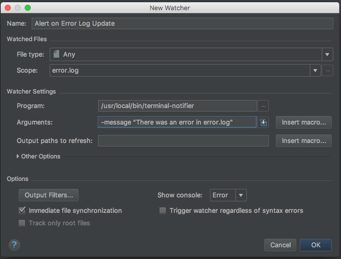 New Watcher
Name: Alert on Error Log Update
Watched Files
File type: Any
Scope: error.log ...
Watcher Settings
Program: /usr/local/bin/terminal-notifier ...
Arguments: -message "There was an error in error.log" Insert macro...
Output paths to refresh: Insert macro...
Other Options
Options
Output Filters... Show console: Error
Immediate file synchronization Trigger watcher regardless of syntax errors
Track only root files
? Cancel OK